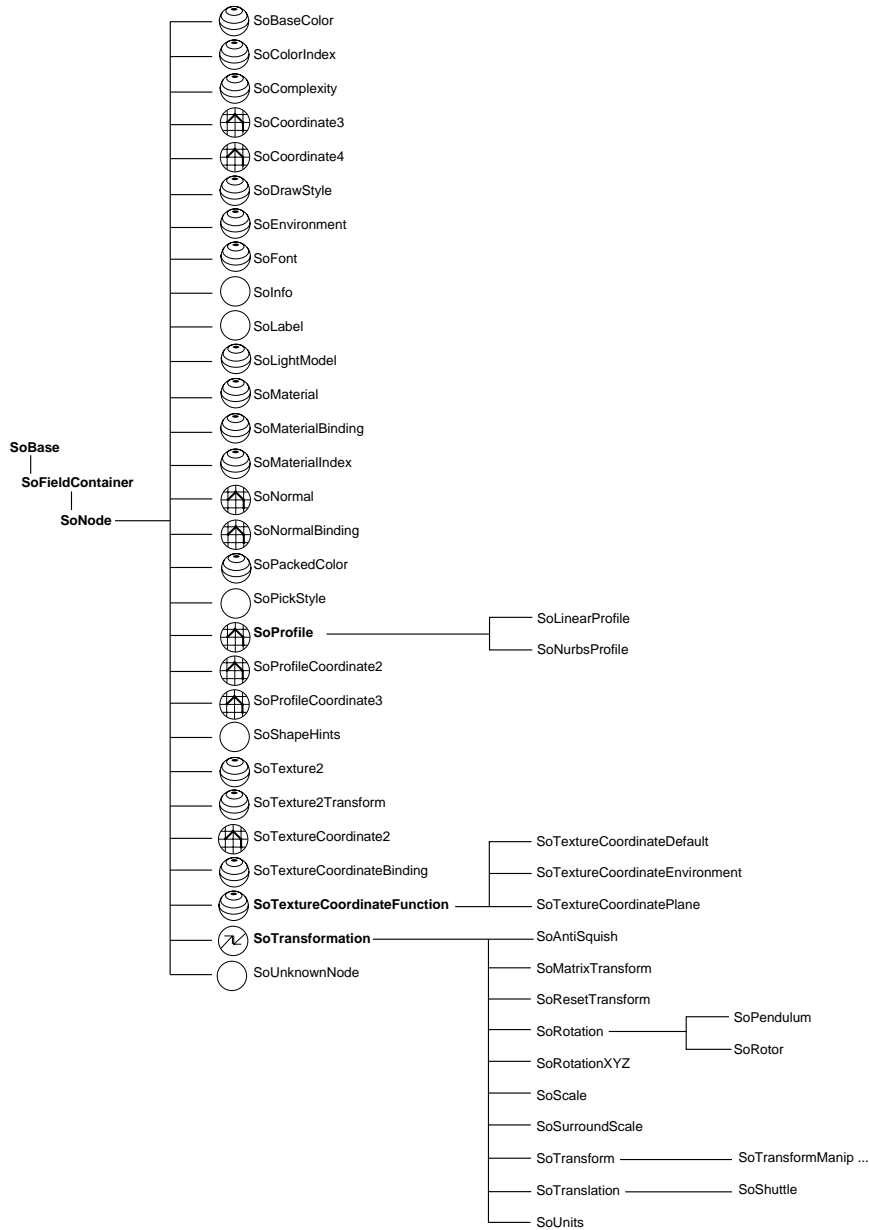 SoBaseColor
SoColorIndex
SoComplexity
SoCoordinate3
SoCoordinate4
SoDrawStyle
SoEnvironment
SoFont
SoInfo
SoLabel
SoLightModel
SoMaterial
SoMaterialBinding
SoBase
SoMaterialIndex
SoFieldContainer
SoNormal
SoNode
SoNormalBinding
SoPackedColor
SoPickStyle
SoLinearProfile
SoProfile
SoNurbsProfile
SoProfileCoordinate2
SoProfileCoordinate3
SoShapeHints
SoTexture2
SoTexture2Transform
SoTextureCoordinate2
SoTextureCoordinateDefault
SoTextureCoordinateBinding
SoTextureCoordinateEnvironment
SoTextureCoordinateFunction
SoTextureCoordinatePlane
SoTransformation
SoAntiSquish
SoUnknownNode
SoMatrixTransform
SoResetTransform
SoPendulum
SoRotation
SoRotor
SoRotationXYZ
SoScale
SoSurroundScale
SoTransform
SoTransformManip ...
SoTranslation
SoShuttle
SoUnits